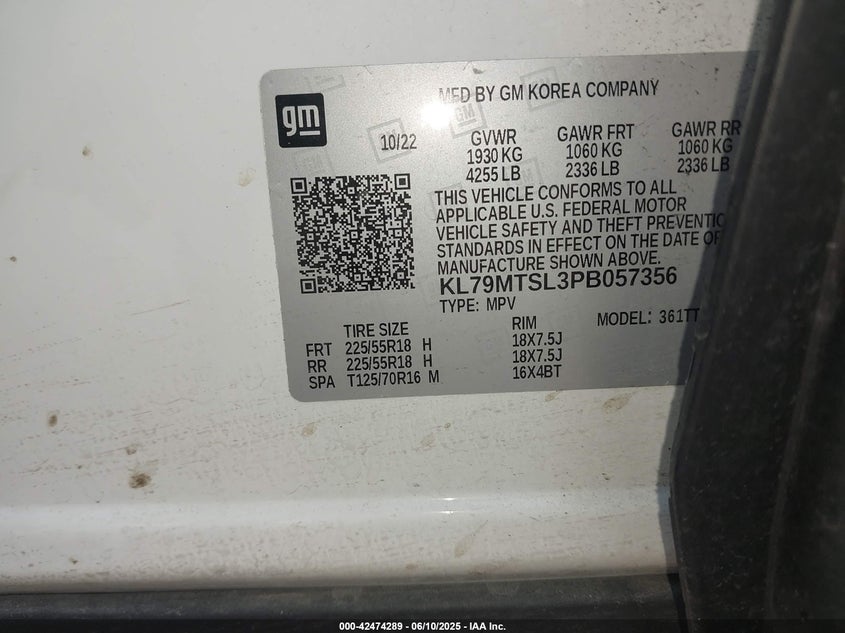 gm
MFD BY GM KOREA COMPANY
10/22
GVWR GAWR FRT GAWR RR
1930 KG 1060 KG 1060 KG
4255 LB 2336 LB 2336 LB
THIS VEHICLE CONFORMS TO ALL
APPLICABLE U.S. FEDERAL MOTOR
VEHICLE SAFETY AND THEFT PREVENTIO
STANDARDS IN EFFECT ON THE DATE OF
MANUFACTURE SHOWN ABOVE.
KL79MTSL3PB057356
TYPE: MPV MODEL: 361TT
TIRE SIZE RIM
FRT 225/55R18 H 18X7.5J
RR 225/55R18 H 18X7.5J
SPA T125/70R16 M 16X4BT
000-42474289 - 06/10/2025 - IAA Inc.